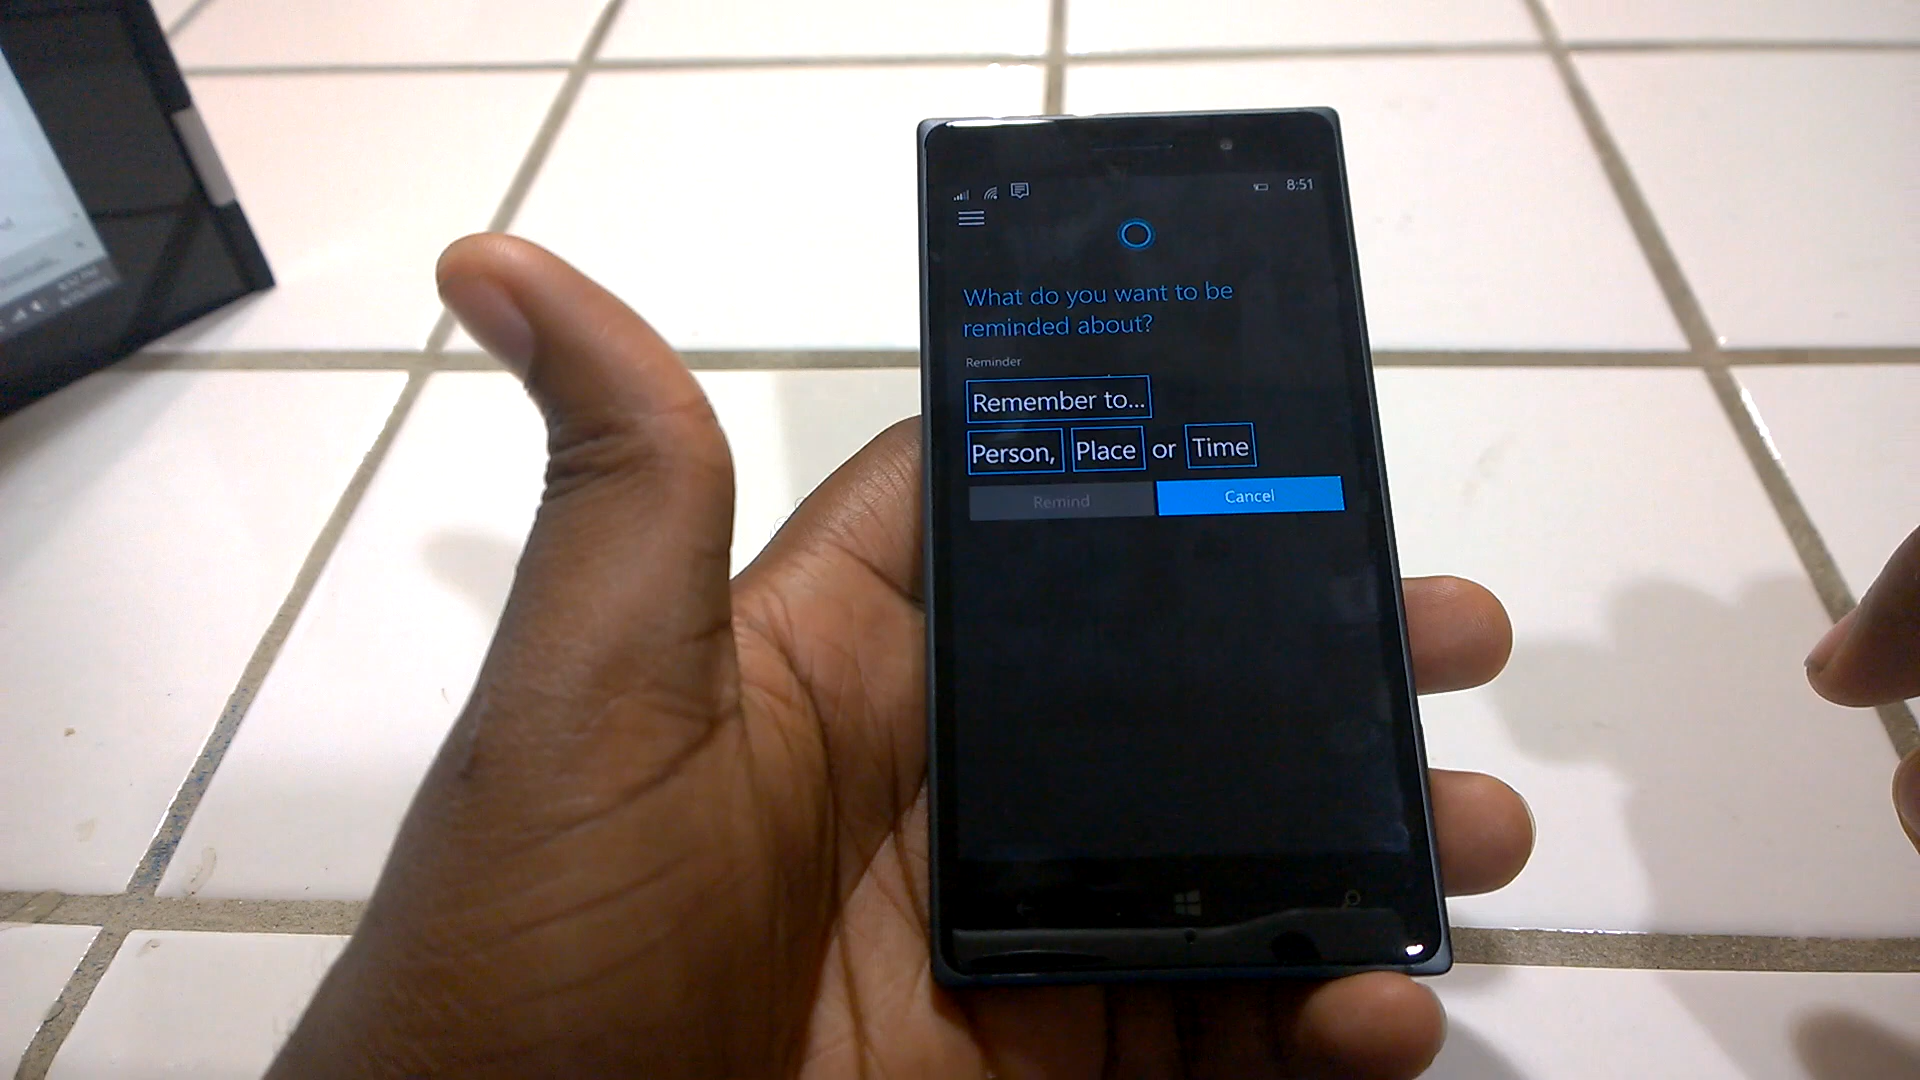 8:51
What do you want to be
reminded about?
Reminder
Remember to...
Person, Place or Time
Remind Cancel